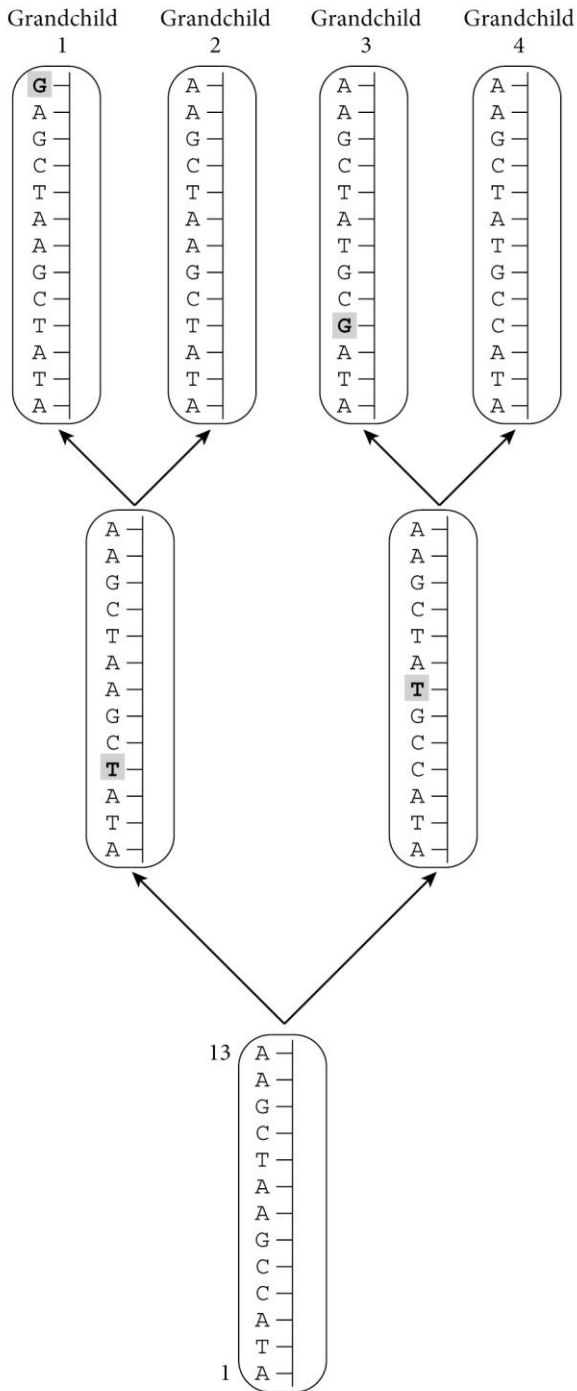 Grandchild Grandchild Grandchild Grandchild
1 2 3 4
G A A A
A A A A
G G G G
C C C C
T T T T
A A A A
A A T T
G G G G
C C C C
T T G C
A A A A
T T T T
A A A A
A A
A A
G G
C C
T T
A A
A T
G G
C C
T C
A A
T T
A A
13 A
A
G
C
T
A
A
G
C
C
A
T
1 A